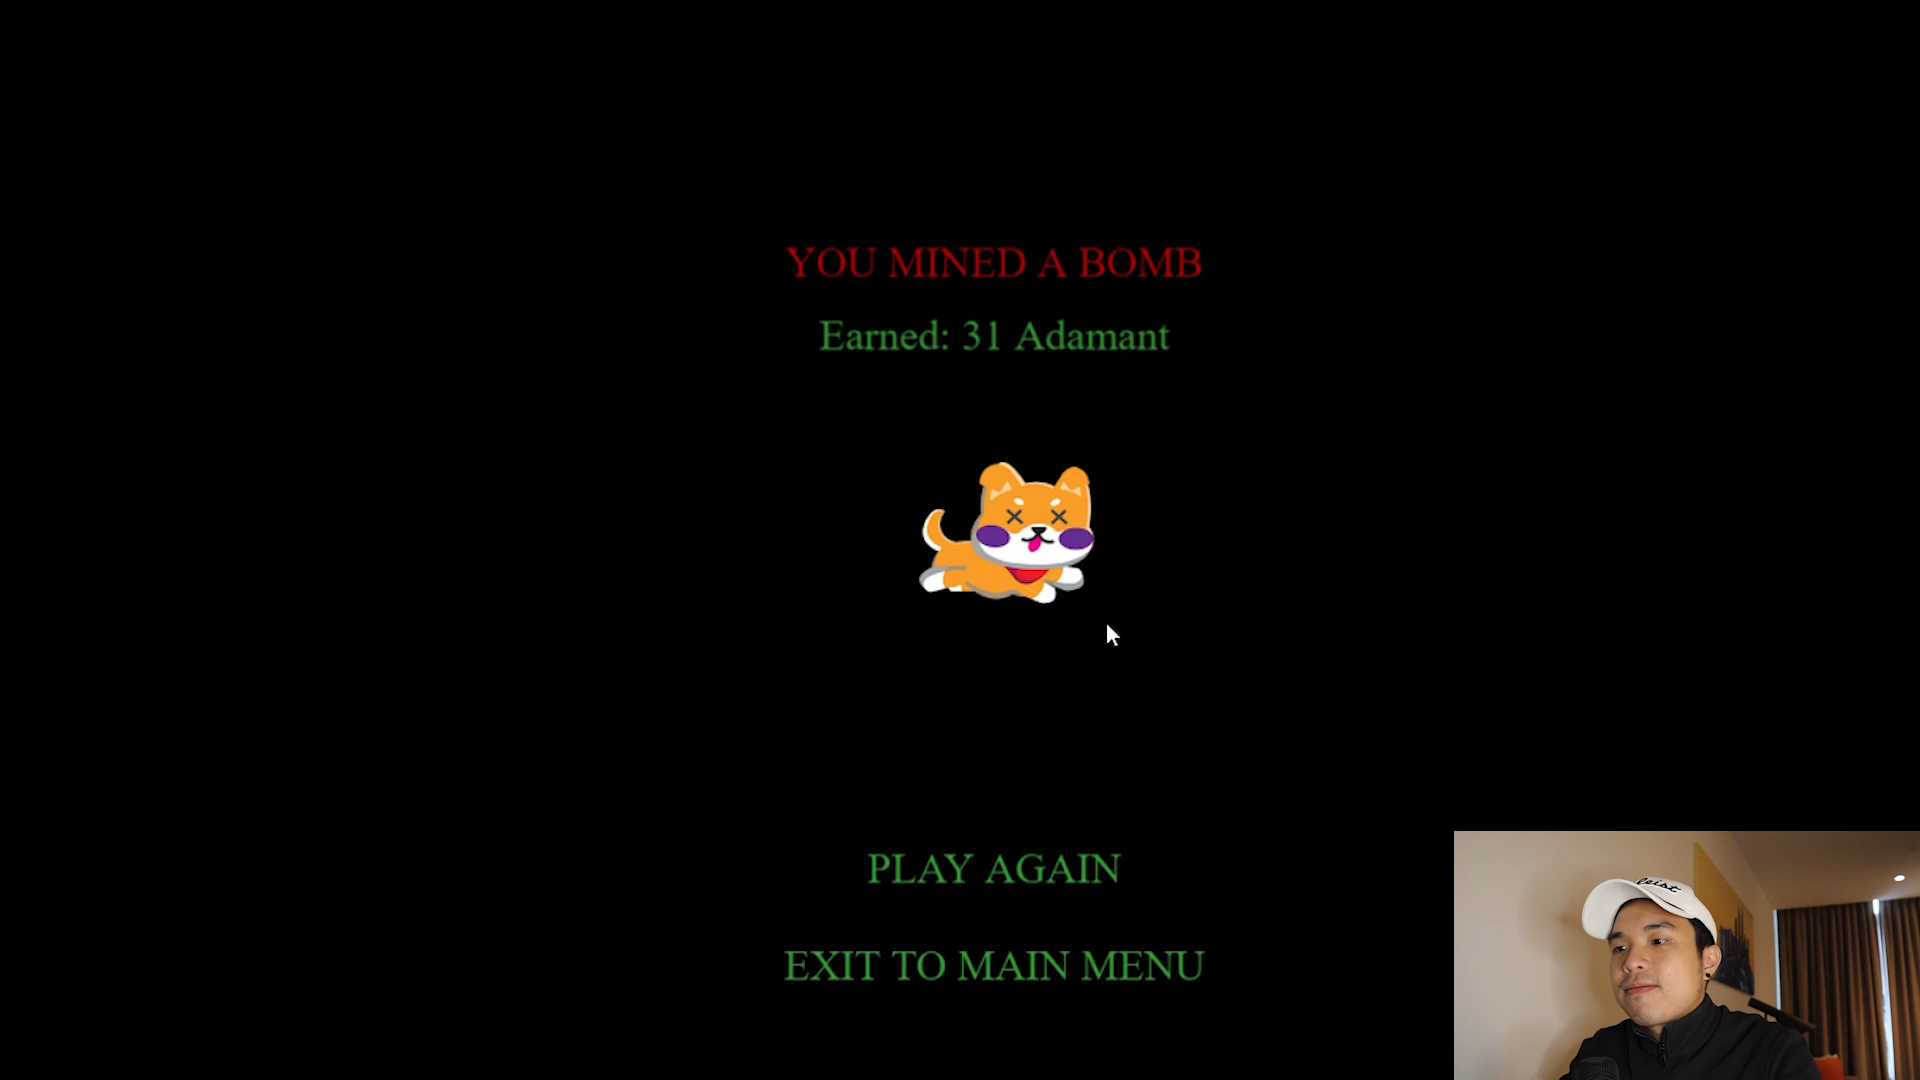 YOU MINED A BOMB
Earned: 31 Adamant
PLAY AGAIN
EXIT TO MAIN MENU